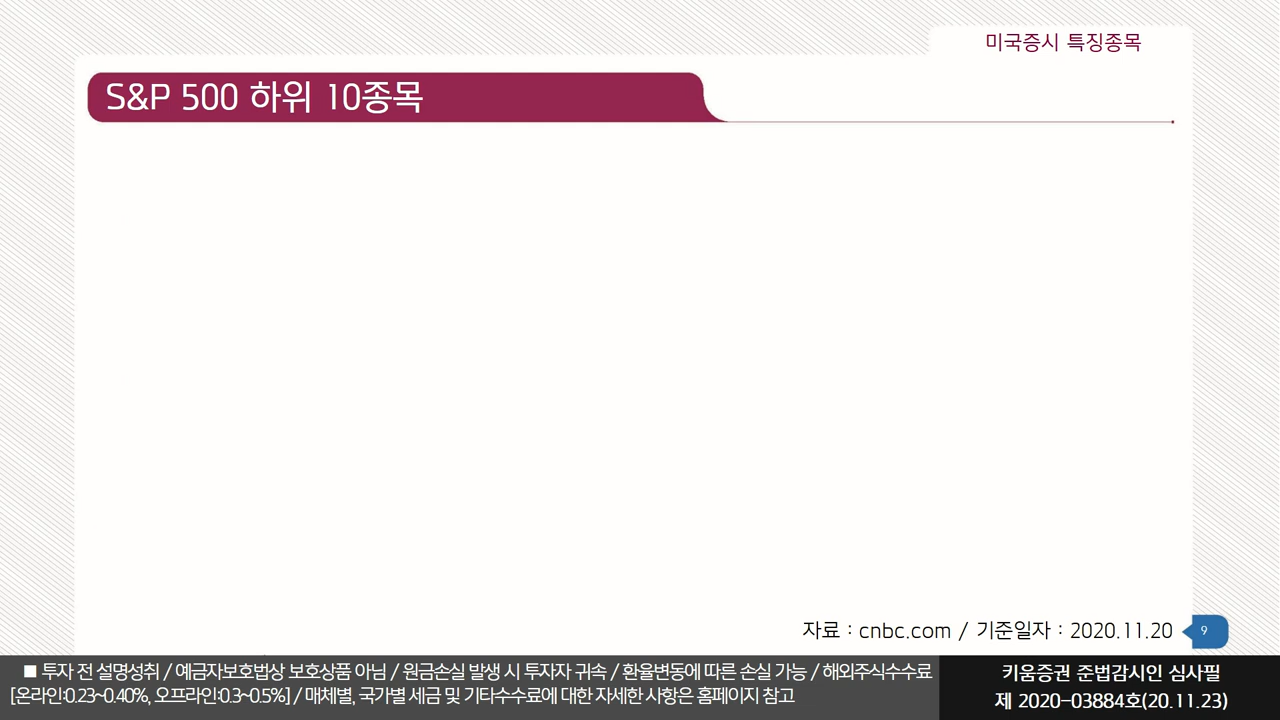 미국증시 특징종목
S&P 500 하위 10종목
자료 : cnbc.com / 기준일자 : 2020.11.20
9
■ 투자 전 설명섭취 / 예금자보호법상 보호상품 아님 / 원금손실 발생 시 투자자 귀속 / 환율변동에 따른 손실 가능 / 해외주식수수료
[온라인:0.23~0.40%, 오프라인:0.3~0.5%] / 매체별, 국가별 세금 및 기타수수료에 대한 자세한 사항은 홈페이지 참고
키움증권 준법감시인 심사필
제 2020-03884호(20.11.23)